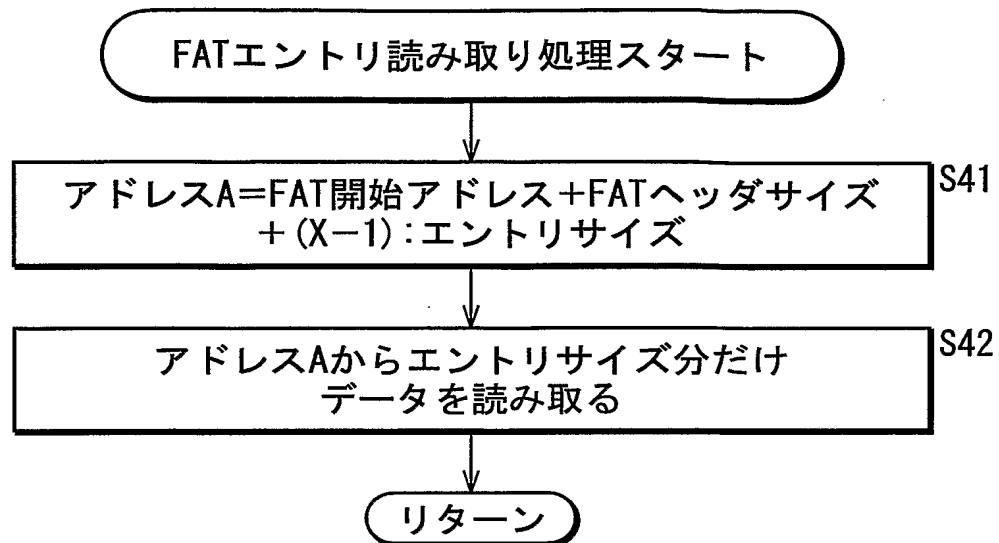 FATエントリ読み取り処理スタート
アドレスA=FAT開始アドレス+FATヘッダサイズ
+(X-1):エントリサイズ
S41
アドレスAからエントリサイズ分だけ
データを読み取る
S42
リターン